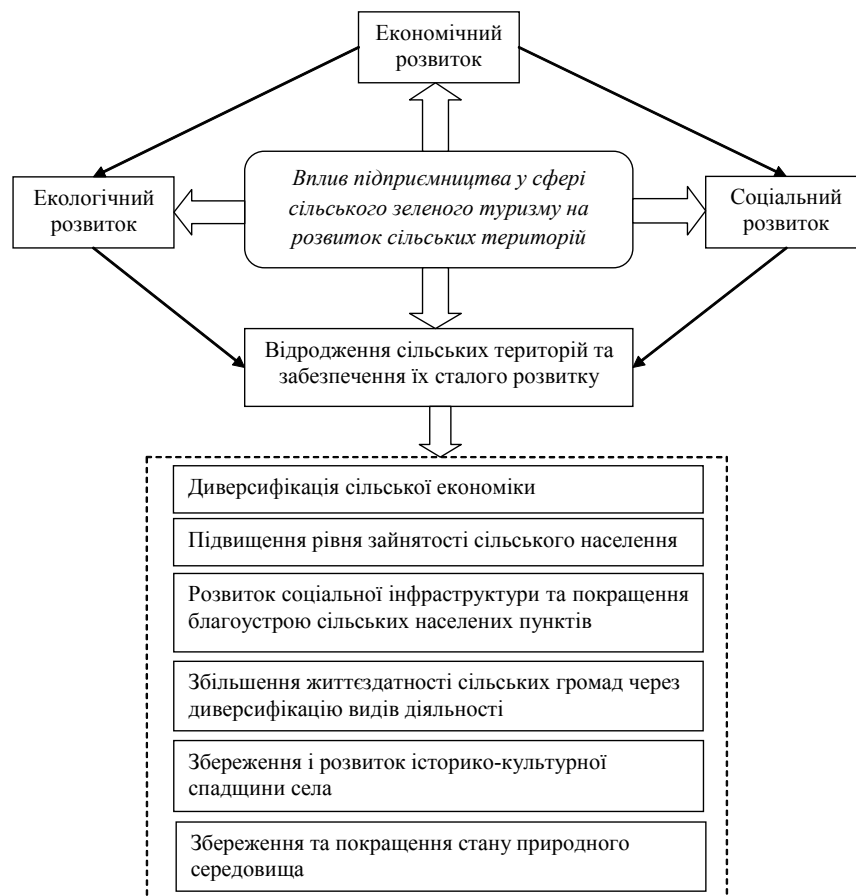 Економічний
розвиток
Екологічний
розвиток
Вплив підприємництва у сфері
сільського зеленого туризму на
розвиток сільських територій
Соціальний
розвиток
Відродження сільських територій та
забезпечення їх сталого розвитку
Диверсифікація сільської економіки
Підвищення рівня зайнятості сільського населення
Розвиток соціальної інфраструктури та покращення
благоустрою сільських населених пунктів
Збільшення життєздатності сільських громад через
диверсифікацію видів діяльності
Збереження і розвиток історико-культурної
спадщини села
Збереження та покращення стану природного
середовища